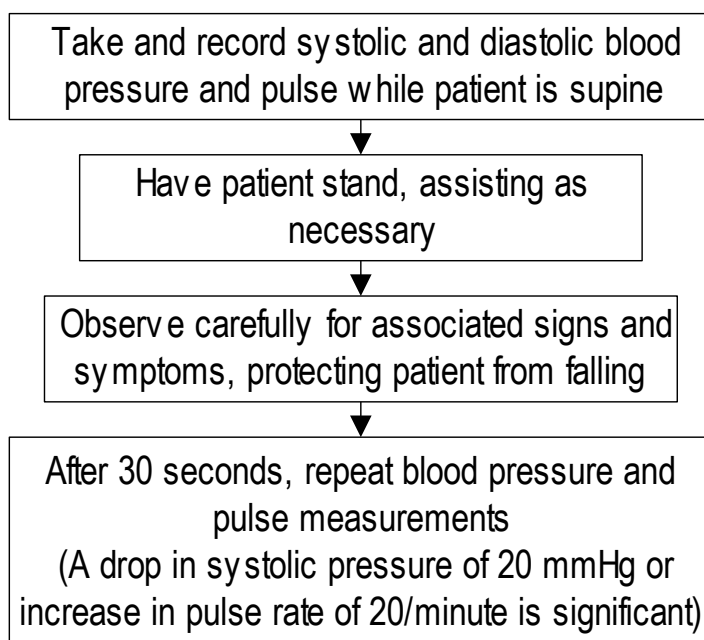 Take and record systolic and diastolic blood
pressure and pulse while patient is supine
Have patient stand, assisting as
necessary
Observe carefully for associated signs and
symptoms, protecting patient from falling
After 30 seconds, repeat blood pressure and
pulse measurements
(A drop in systolic pressure of 20 mmHg or
increase in pulse rate of 20/minute is significant)